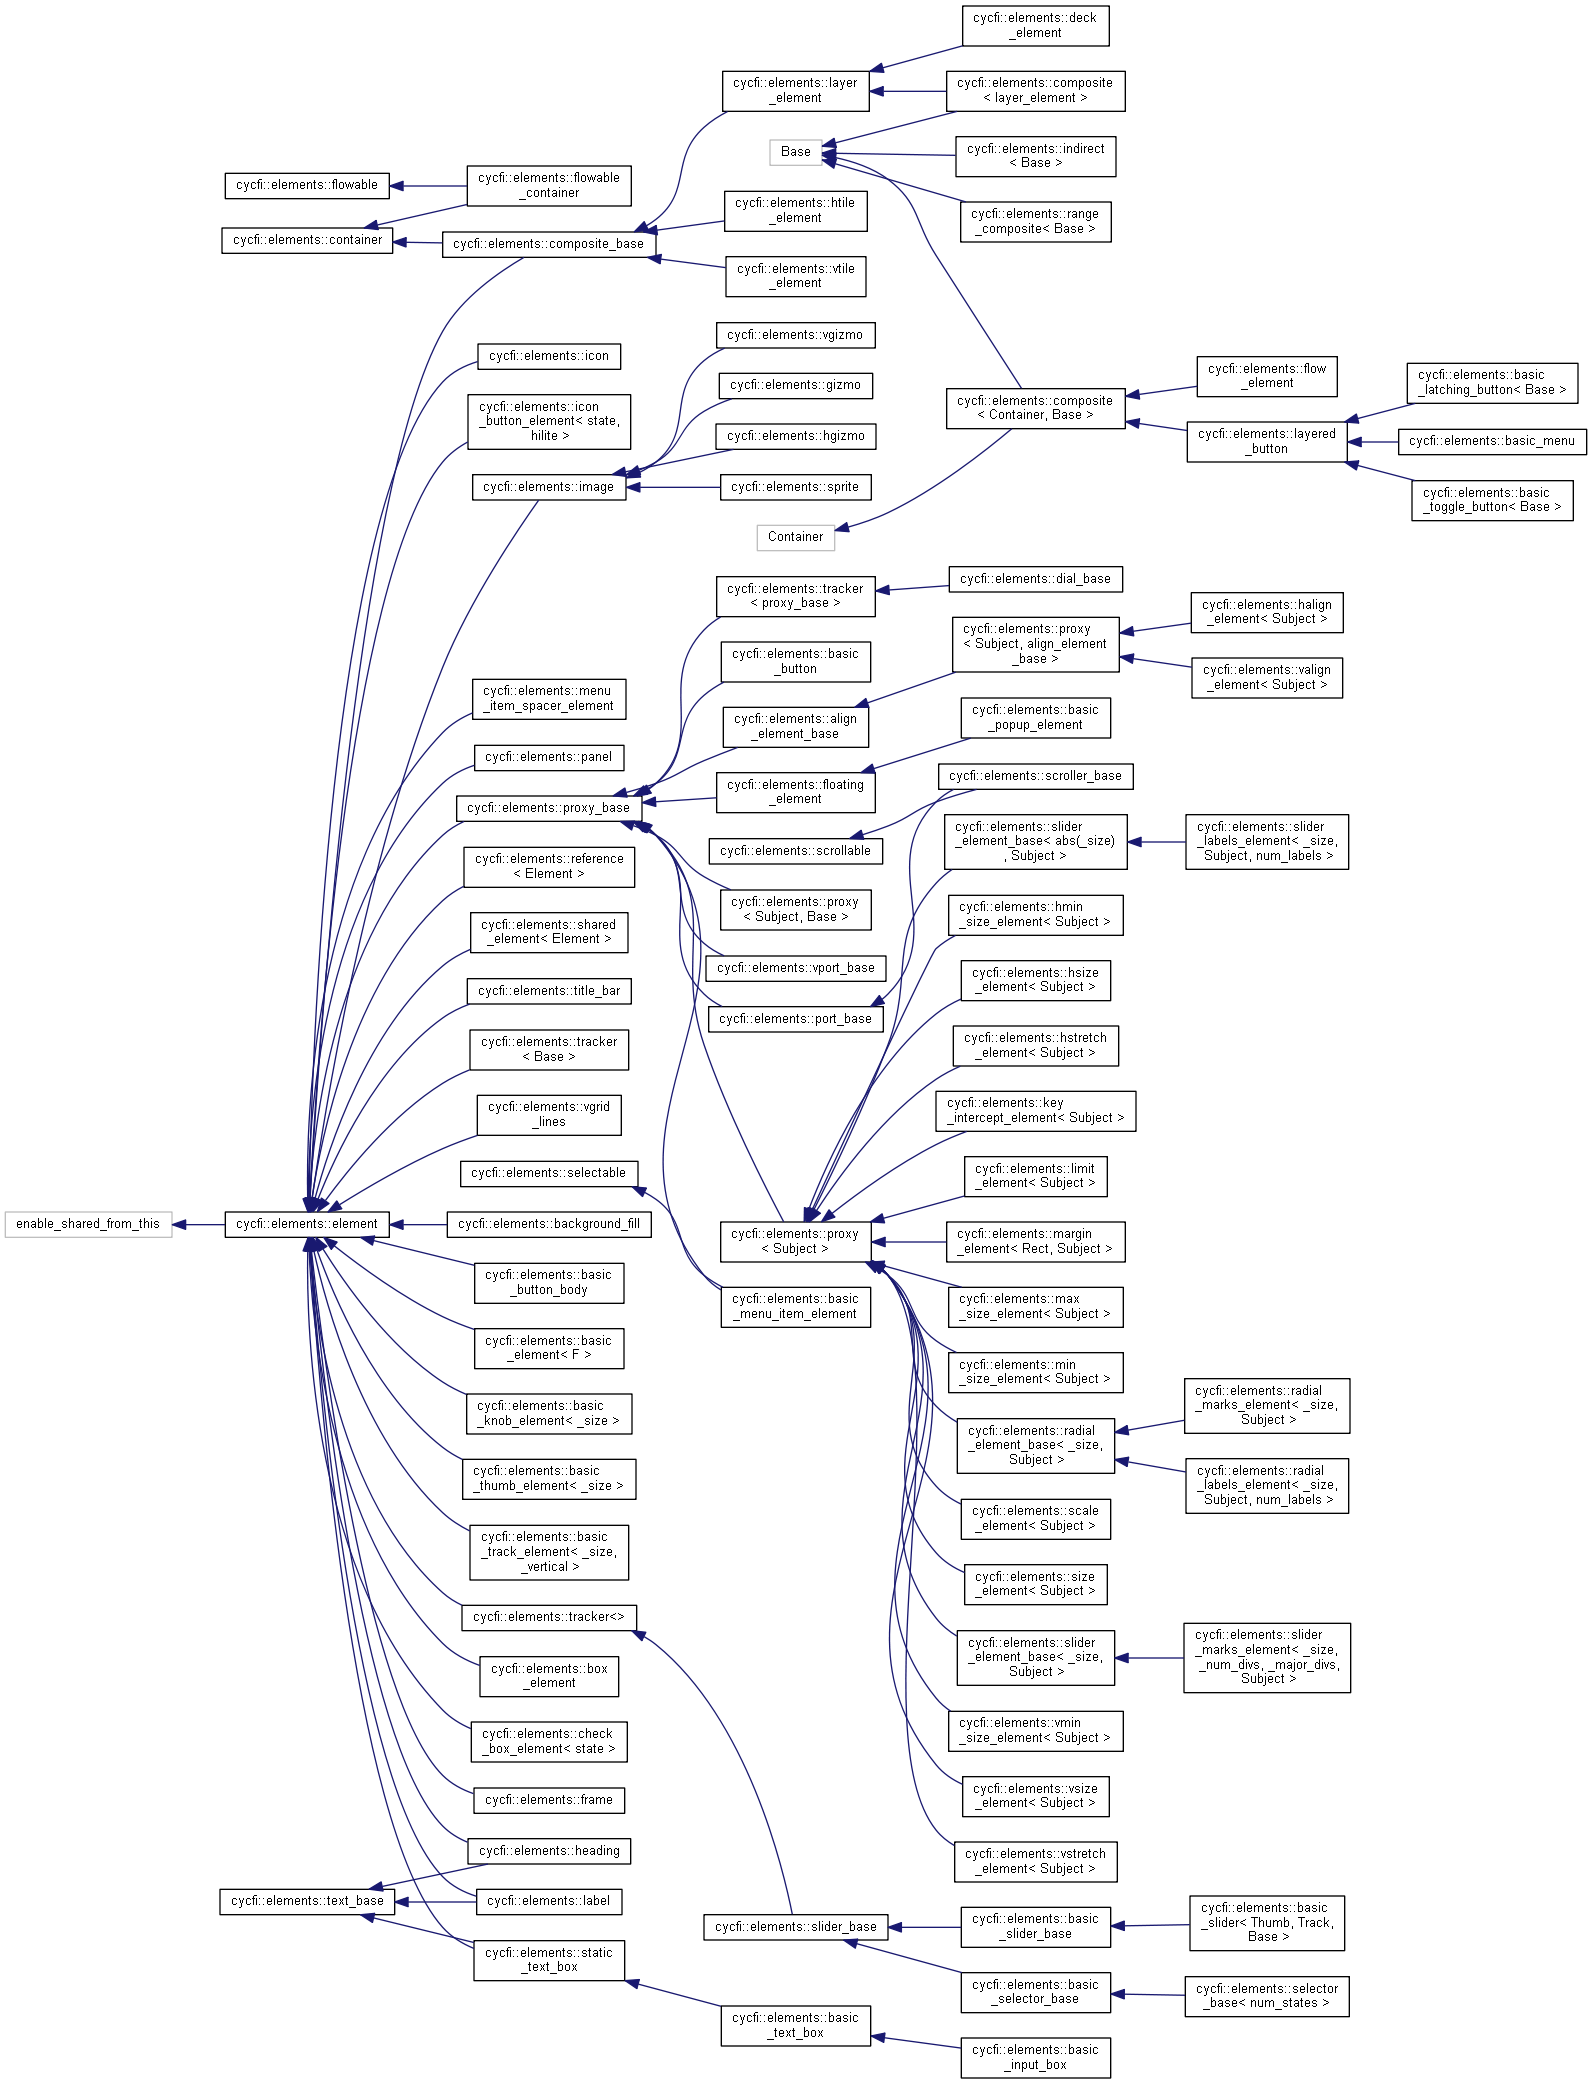 cycfi::elements::deck
_element
cycfi::elements::layer
_element
cycfi::elements::composite
< layer_element >
Base
cycfi::elements::indirect
< Base >
cycfi::elements::flowable
cycfi::elements::flowable
_container
cycfi::elements::htile
_element
cycfi::elements::range
_composite< Base >
cycfi::elements::container
cycfi::elements::composite_base
cycfi::elements::vtile
_element
cycfi::elements::vgizmo
cycfi::elements::icon
cycfi::elements::gizmo
cycfi::elements::flow
_element
cycfi::elements::basic
_latching_button< Base >
cycfi::elements::icon
_button_element< state,
hilite >
cycfi::elements::composite
< Container, Base >
cycfi::elements::hgizmo
cycfi::elements::layered
_button
cycfi::elements::basic_menu
cycfi::elements::image
cycfi::elements::sprite
cycfi::elements::basic
_toggle_button< Base >
Container
cycfi::elements::tracker
< proxy_base >
cycfi::elements::dial_base
cycfi::elements::halign
_element< Subject >
cycfi::elements::proxy
< Subject, align_element
_base >
cycfi::elements::basic
_button
cycfi::elements::valign
_element< Subject >
cycfi::elements::menu
_item_spacer_element
cycfi::elements::align
_element_base
cycfi::elements::basic
_popup_element
cycfi::elements::panel
cycfi::elements::floating
_element
cycfi::elements::scroller_base
cycfi::elements::proxy_base
cycfi::elements::scrollable
cycfi::elements::slider
_element_base< abs(_size)
, Subject >
cycfi::elements::slider
_labels_element< _size,
Subject, num_labels >
cycfi::elements::reference
< Element >
cycfi::elements::proxy
< Subject, Base >
cycfi::elements::hmin
_size_element< Subject >
cycfi::elements::shared
_element< Element >
cycfi::elements::vport_base
cycfi::elements::hsize
_element< Subject >
cycfi::elements::title_bar
cycfi::elements::port_base
cycfi::elements::hstretch
_element< Subject >
cycfi::elements::tracker
< Base >
cycfi::elements::key
_intercept_element< Subject >
cycfi::elements::vgrid
_lines
cycfi::elements::selectable
cycfi::elements::limit
_element< Subject >
enable_shared_from_this
cycfi::elements::element
cycfi::elements::background_fill
cycfi::elements::proxy
< Subject >
cycfi::elements::margin
_element< Rect, Subject >
cycfi::elements::basic
_button_body
cycfi::elements::basic
_menu_item_element
cycfi::elements::max
_size_element< Subject >
cycfi::elements::basic
_element< F >
cycfi::elements::min
_size_element< Subject >
cycfi::elements::basic
_knob_element< _size >
cycfi::elements::radial
_element_base< _size,
Subject >
cycfi::elements::radial
_marks_element< _size,
Subject >
cycfi::elements::basic
_thumb_element< _size >
cycfi::elements::radial
_labels_element< _size,
Subject, num_labels >
cycfi::elements::scale
_element< Subject >
cycfi::elements::basic
_track_element< _size,
_vertical >
cycfi::elements::size
_element< Subject >
cycfi::elements::tracker<>
cycfi::elements::slider
_element_base< _size,
Subject >
cycfi::elements::slider
_marks_element< _size,
_num_divs, _major_divs,
Subject >
cycfi::elements::box
_element
cycfi::elements::vmin
_size_element< Subject >
cycfi::elements::check
_box_element< state >
cycfi::elements::vsize
_element< Subject >
cycfi::elements::frame
cycfi::elements::heading
cycfi::elements::vstretch
_element< Subject >
cycfi::elements::text_base
cycfi::elements::label
cycfi::elements::slider_base
cycfi::elements::basic
_slider_base
cycfi::elements::basic
_slider< Thumb, Track,
Base >
cycfi::elements::static
_text_box
cycfi::elements::basic
_selector_base
cycfi::elements::selector
_base< num_states >
cycfi::elements::basic
_text_box
cycfi::elements::basic
_input_box